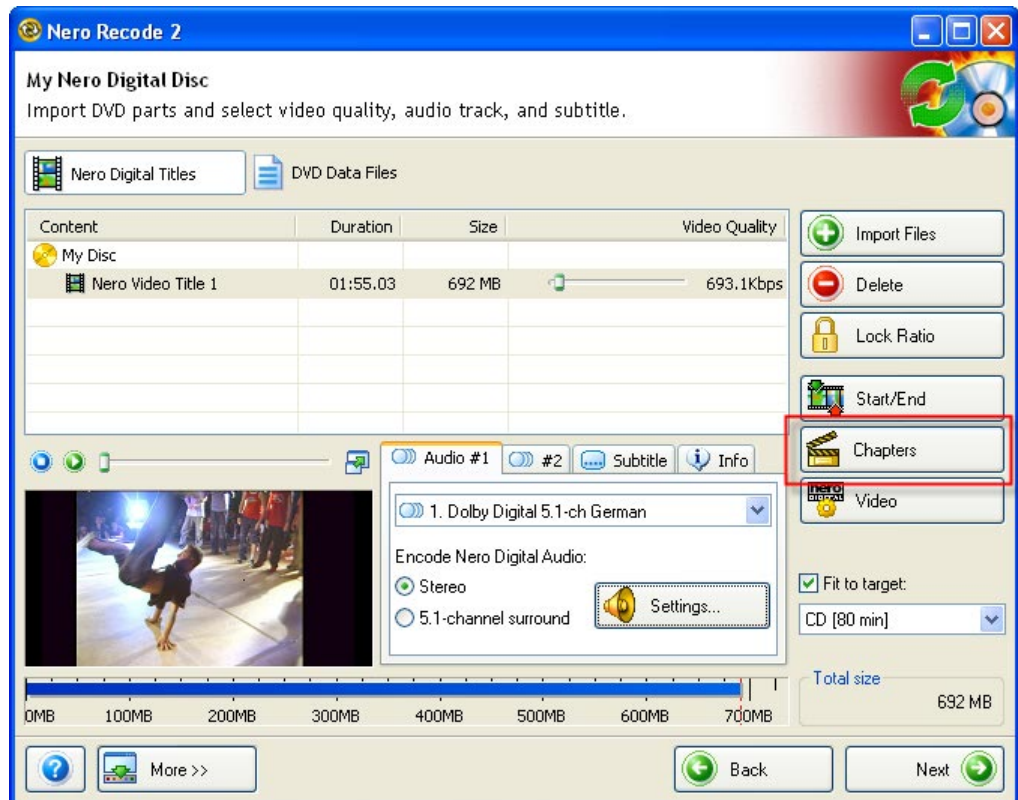 Nero Recode 2
My Nero Digital Disc
Import DVD parts and select video quality, audio track, and subtitle.
Nero Digital Titles
DVD Data Files
Content Duration Size Video Quality
My Disc
Nero Video Title 1 01:55.03 692 MB 693.1Kbps
Import Files
Delete
Lock Ratio
Start/End
Chapters
nero DIGITAL Video
Audio #1 #2 Subtitle Info
1. Dolby Digital 5.1-ch German
Encode Nero Digital Audio:
Stereo
5.1-channel surround
Settings...
Fit to target:
CD [80 min]
Total size
692 MB
0MB 100MB 200MB 300MB 400MB 500MB 600MB 700MB
? More >> Back Next